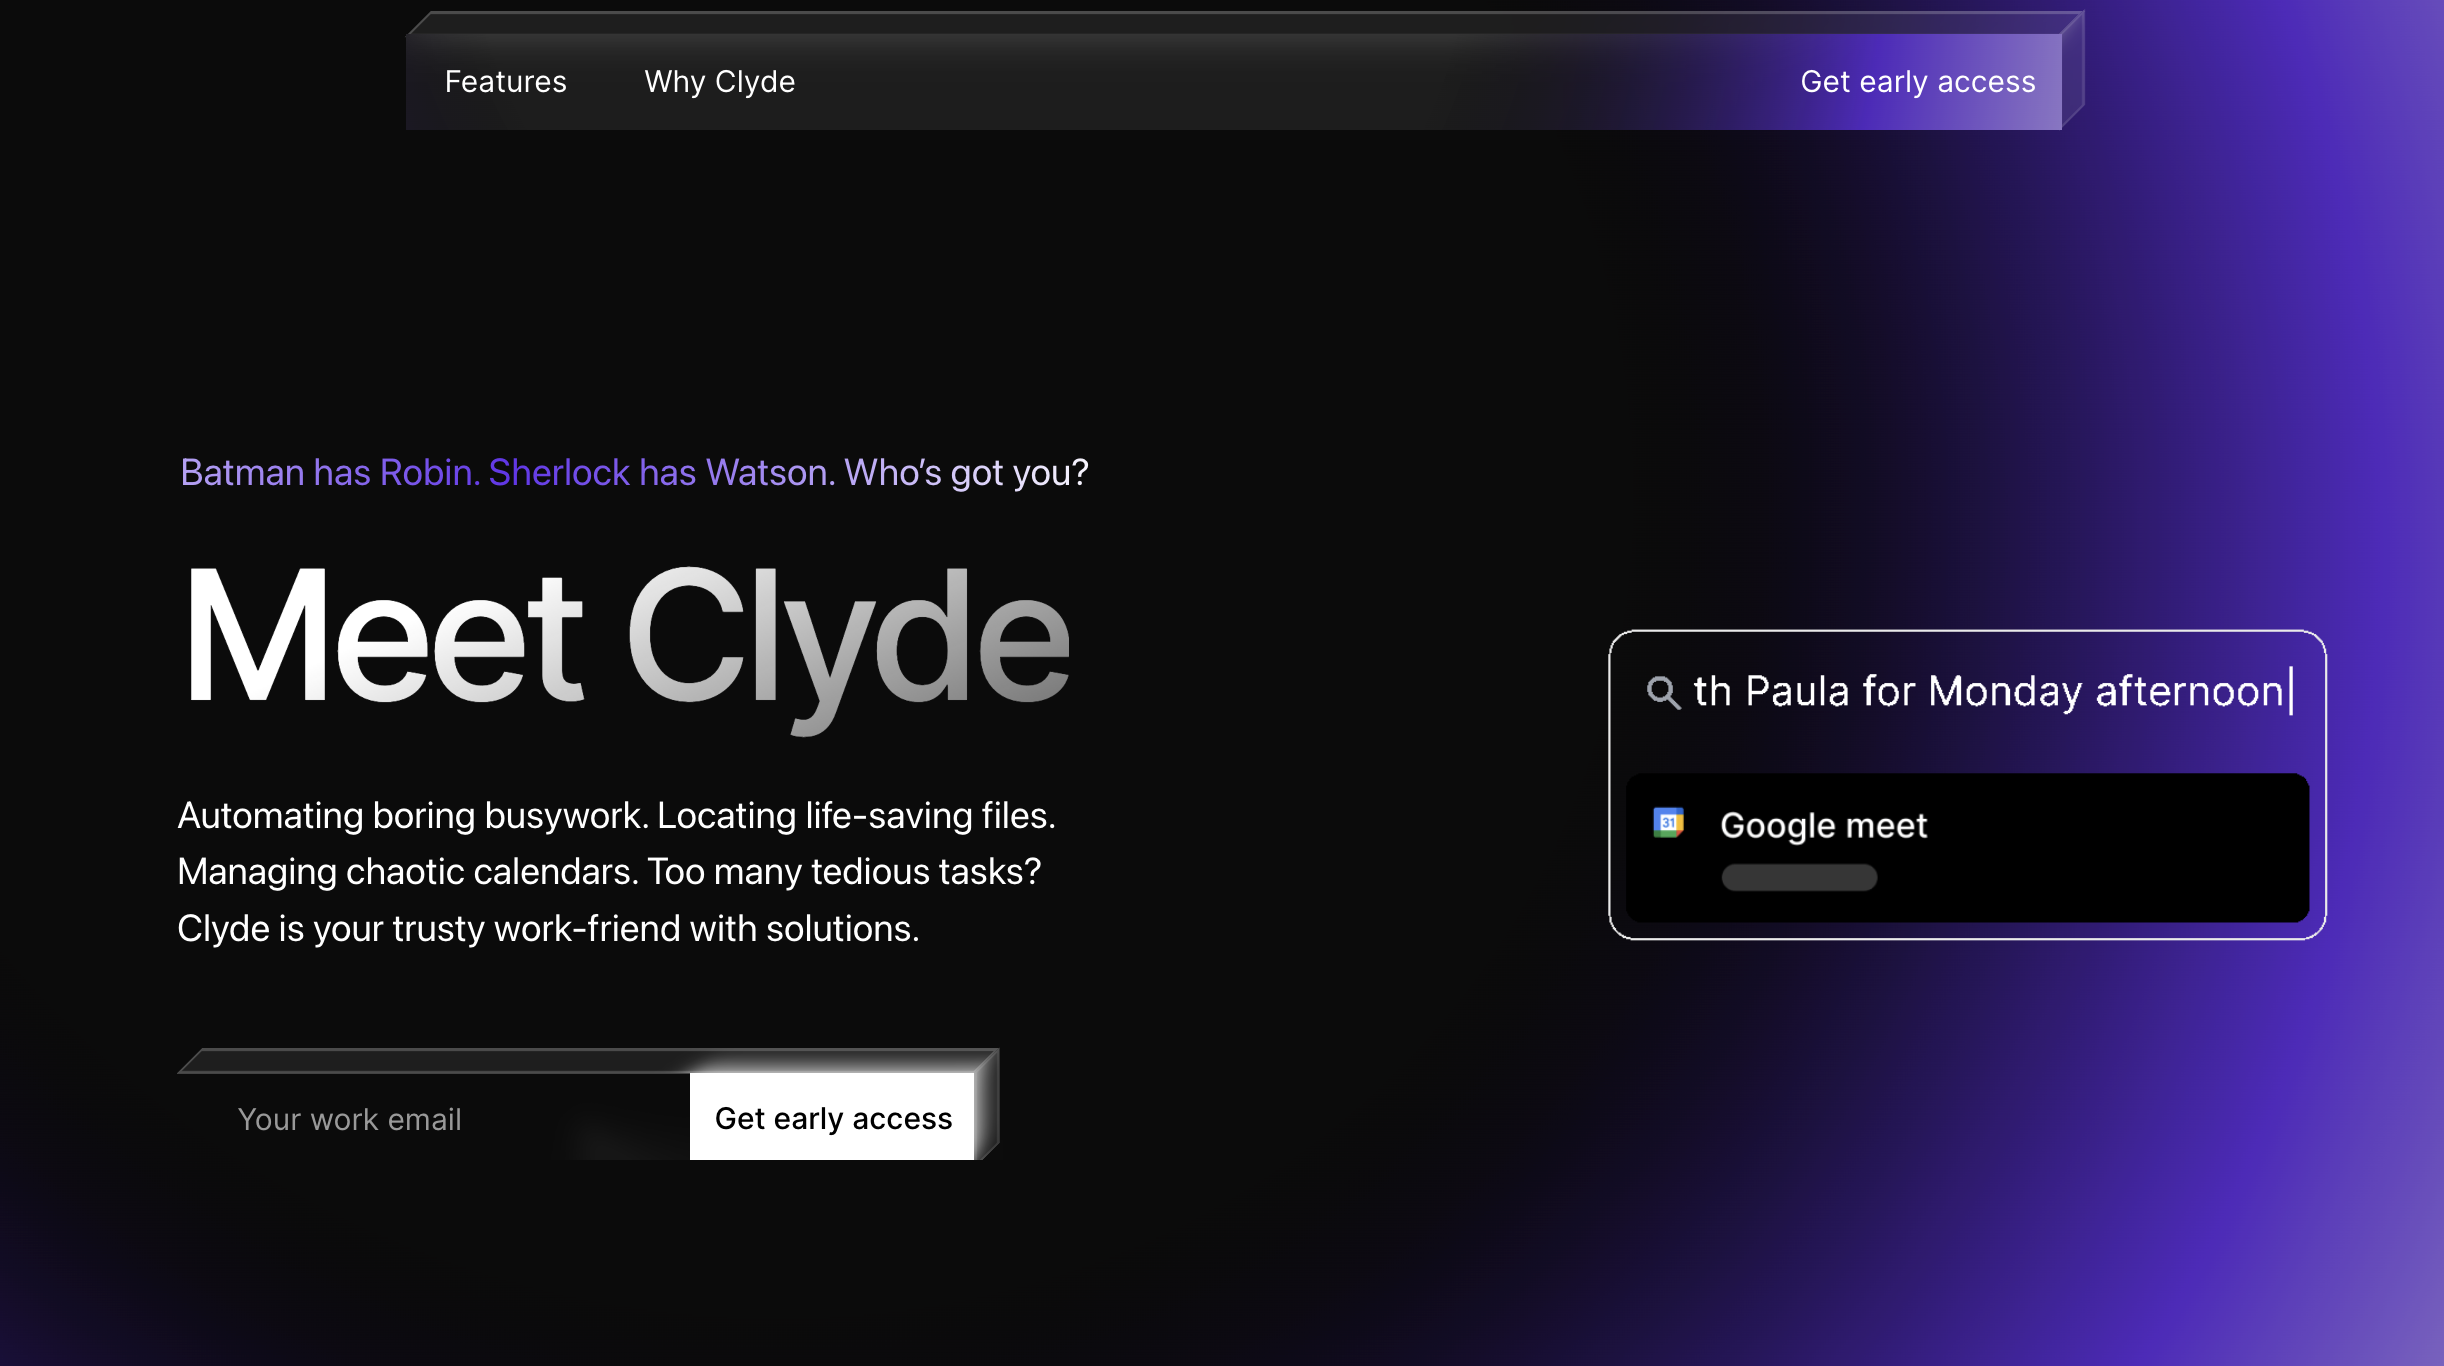 Features
Why Clyde
Get early access
Batman has Robin. Sherlock has Watson. Who’s got you?
Meet Clyde
Automating boring busywork. Locating life-saving files.
Managing chaotic calendars. Too many tedious tasks?
Clyde is your trusty work-friend with solutions.
Your work email
Get early access
th Paula for Monday afternoon
31
Google meet